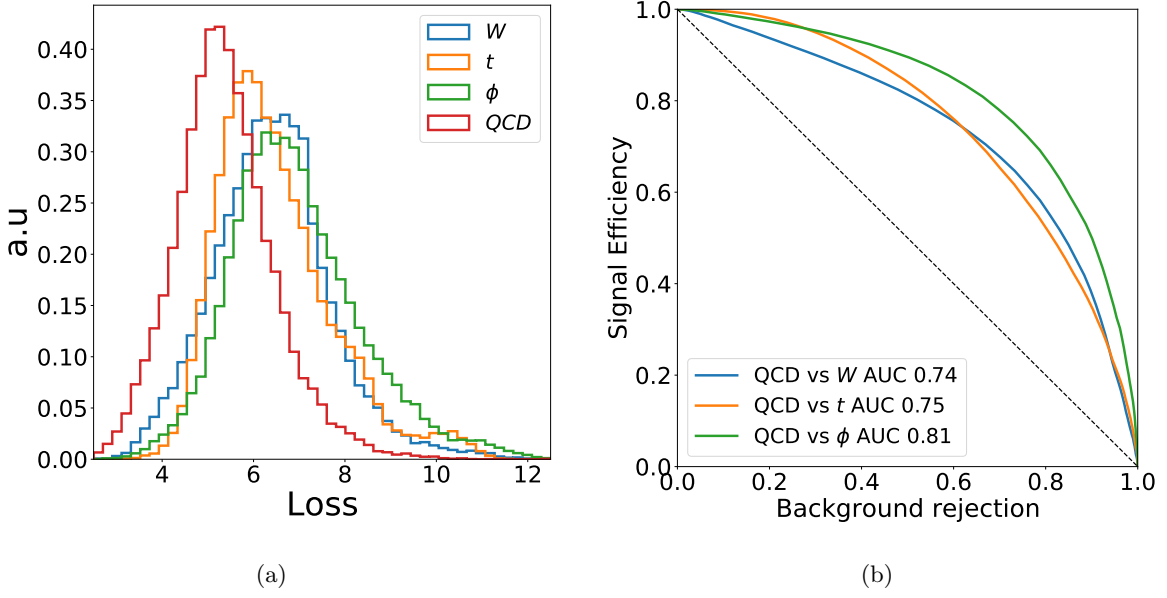 0.40
0.35
0.30
0.25
0.20
0.15
0.10
0.05
0.00
a.u
4 6 8 10 12
Loss
W
t
ϕ
QCD
(a)
1.0
0.8
0.6
0.4
0.2
0.0
Signal Efficiency
0.0 0.2 0.4 0.6 0.8 1.0
Background rejection
QCD vs W AUC 0.74
QCD vs t AUC 0.75
QCD vs ϕ AUC 0.81
(b)